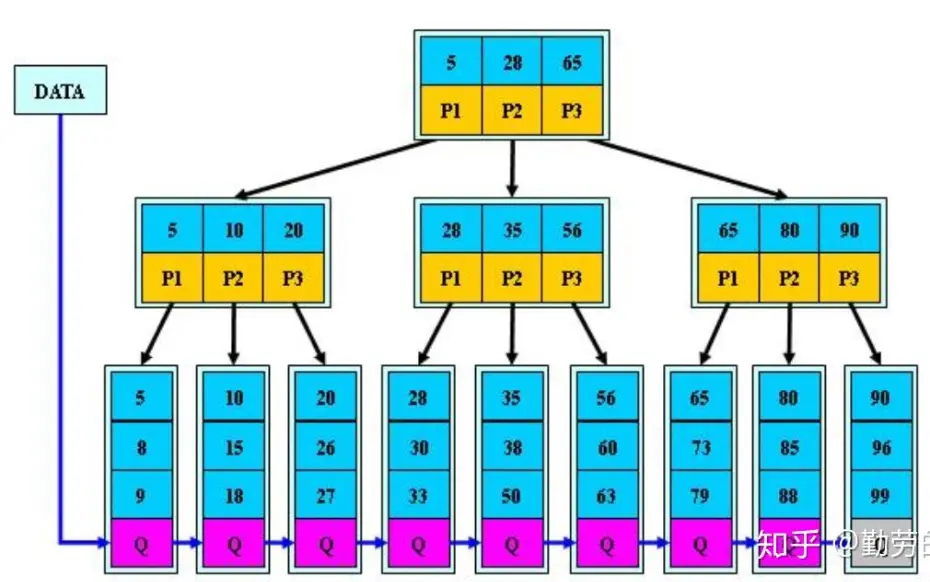 5 28 65
DATA
P1 P2 P3
5 10 20
28 35 56
65 80 90
P1 P2 P3
P1 P2 P3
P1 P2 P3
5 10 20 28 35 56 65 80 90
8 15 26 30 38 60 73 85 96
9 18 27 33 50 63 79 88 99
Q Q Q Q Q Q Q Q Q
知乎 @勤劳的